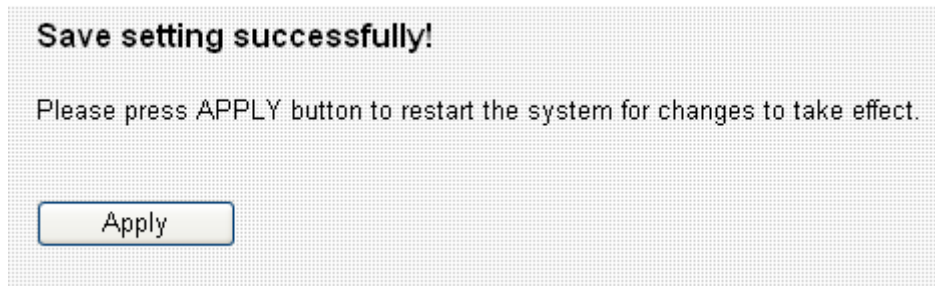 Save setting successfully!
Please press APPLY button to restart the system for changes to take effect.
Apply